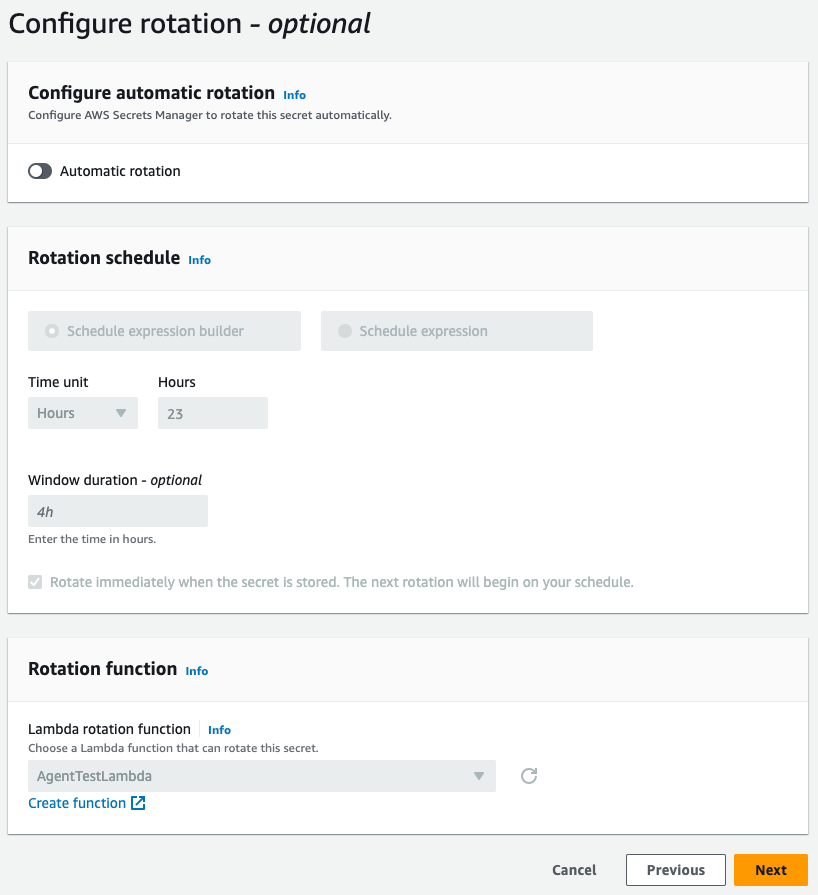 Configure rotation - optional
Configure automatic rotation Info
Configure AWS Secrets Manager to rotate this secret automatically.
Automatic rotation
Rotation schedule Info
Schedule expression builder Schedule expression
Time unit Hours
Hours 23
Window duration - optional
4h
Enter the time in hours.
Rotate immediately when the secret is stored. The next rotation will begin on your schedule.
Rotation function Info
Lambda rotation function Info
Choose a Lambda function that can rotate this secret.
AgentTestLambda
Create function
Cancel Previous Next